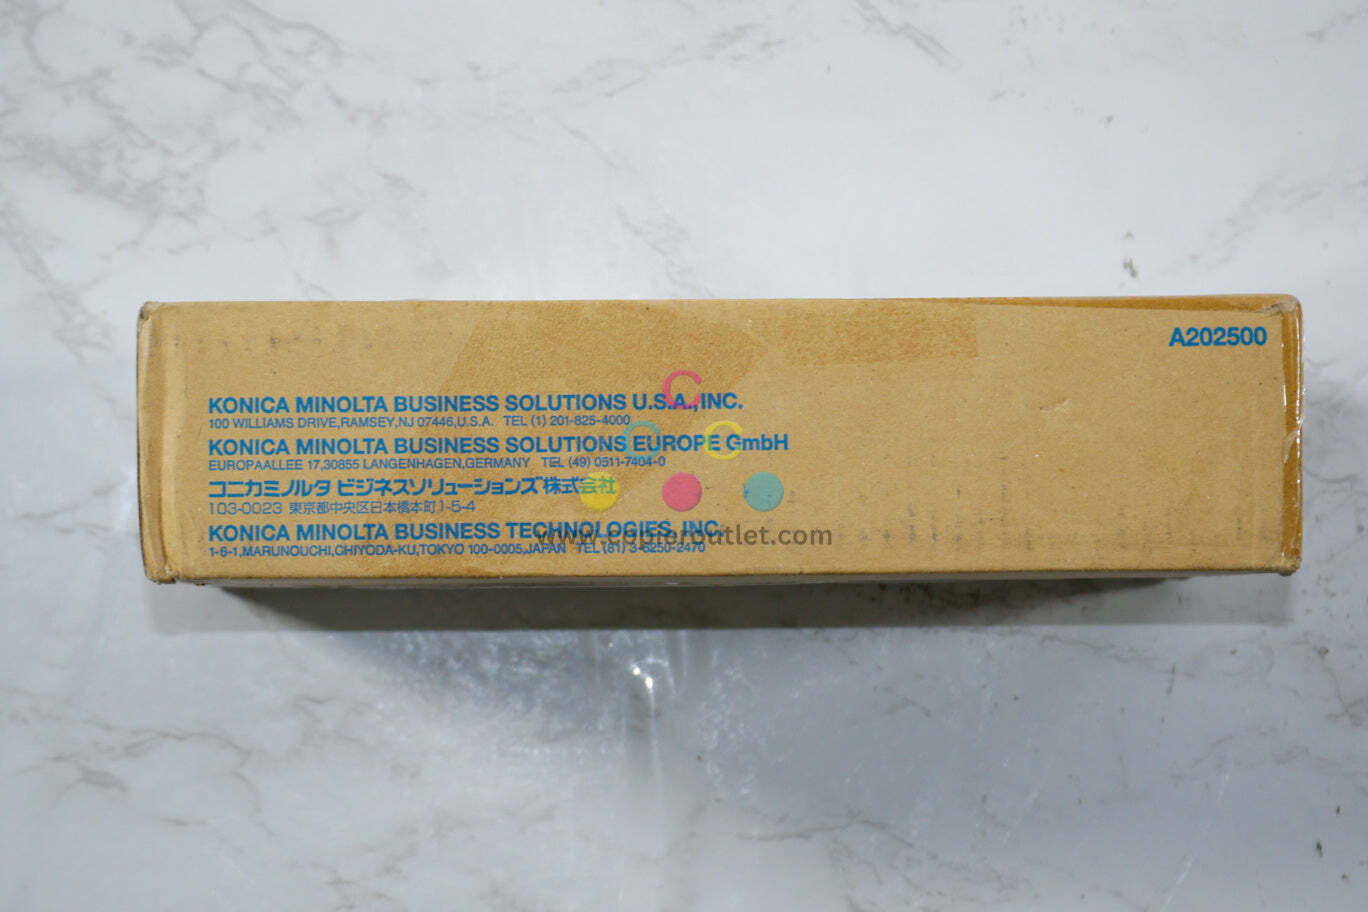 A202500
KONICA MINOLTA BUSINESS SOLUTIONS U.S.A.,INC.
100 WILLIAMS DRIVE,RAMSEY,NJ 07446,U.S.A. TEL (1) 201-825-4000
KONICA MINOLTA BUSINESS SOLUTIONS EUROPE GmbH
EUROPAALLEE 17,30855 LANGENHAGEN,GERMANY TEL (49) 0511-7404-0
コニカミノルタ ビジネスソリューションズ株式会社
103-0023 東京都中央区日本橋本町1-5-4
KONICA MINOLTA BUSINESS TECHNOLOGIES, INC.
1-6-1,MARUNOUCHI,CHIYODA-KU,TOKYO 100-0005,JAPAN TEL (81) 3-6250-2470
www.copieroutlet.com
C
C C